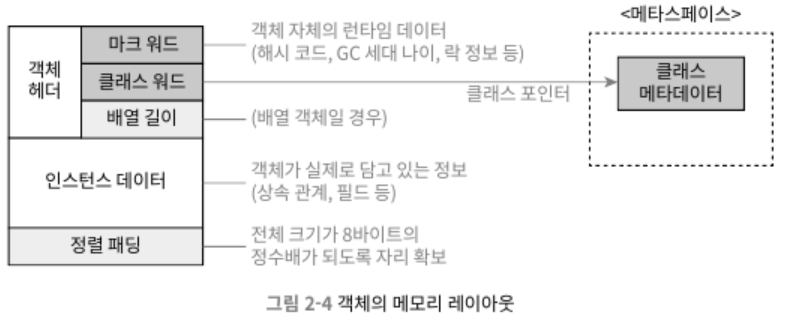 <메타스페이스>
객체
헤더
마크 워드
객체 자체의 런타임 데이터
(해시 코드, GC 세대 나이, 락 정보 등)
클래스 워드
클래스 포인터
클래스
메타데이터
배열 길이
(배열 객체일 경우)
인스턴스 데이터
객체가 실제로 담고 있는 정보
(상속 관계, 필드 등)
정렬 패딩
전체 크기가 8바이트의
정수배가 되도록 자리 확보
그림 2-4 객체의 메모리 레이아웃